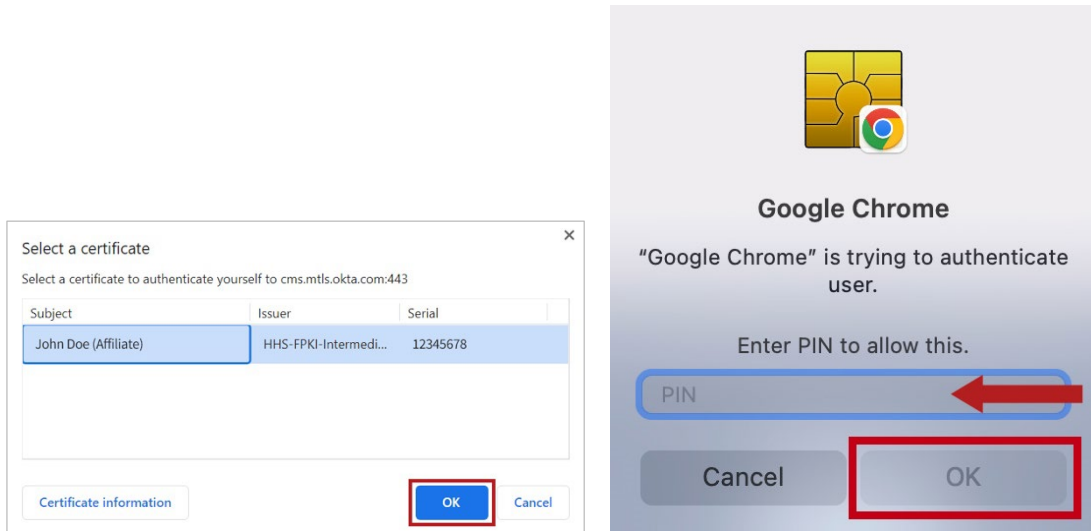 Select a certificate
Select a certificate to authenticate yourself to cms.mtls.okta.com:443
Subject Issuer Serial
John Doe (Affiliate) HHS-FPKI-Intermedi... 12345678
Certificate information OK Cancel
Google Chrome
“Google Chrome” is trying to authenticate
user.
Enter PIN to allow this.
PIN
Cancel OK